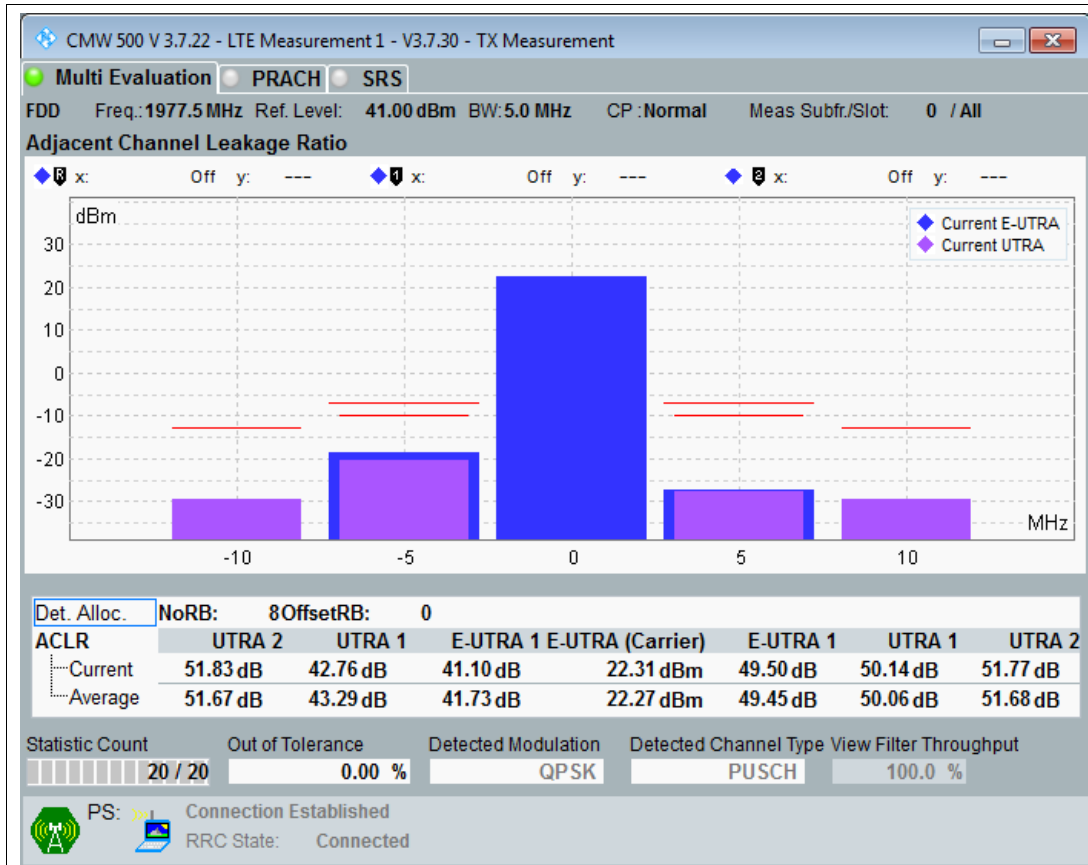 CMW 500 V 3.7.22 - LTE Measurement 1 - V3.7.30 - TX Measurement
Multi Evaluation PRACH SRS
FDD Freq.: 1977.5 MHz Ref. Level: 41.00 dBm BW: 5.0 MHz CP : Normal Meas Subfr./Slot: 0 / All
Adjacent Channel Leakage Ratio
R x: Off y: --- 1 x: Off y: --- 2 x: Off y: ---
dBm
Current E-UTRA
Current UTRA
30
20
10
0
-10
-20
-30
MHz
-10 -5 0 5 10
Det. Alloc. NoRB: 8 OffsetRB: 0
ACLR UTRA 2 UTRA 1 E-UTRA 1 E-UTRA (Carrier) E-UTRA 1 UTRA 1 UTRA 2
Current 51.83 dB 42.76 dB 41.10 dB 22.31 dBm 49.50 dB 50.14 dB 51.77 dB
Average 51.67 dB 43.29 dB 41.73 dB 22.27 dBm 49.45 dB 50.06 dB 51.68 dB
Statistic Count Out of Tolerance Detected Modulation Detected Channel Type View Filter Throughput
20 / 20 0.00 % QPSK PUSCH 100.0 %
PS: Connection Established
RRC State: Connected